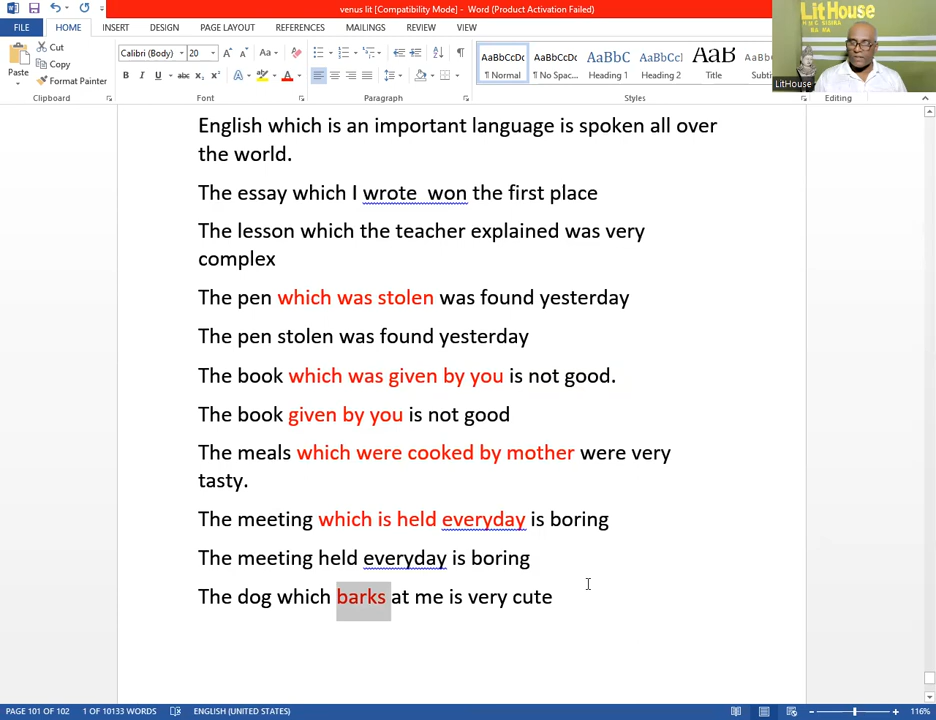 venus lit [Compatibility Mode] - Word (Product Activation Failed)
FILE HOME INSERT DESIGN PAGE LAYOUT REFERENCES MAILINGS REVIEW VIEW
Paste
Cut
Copy
Format Painter
Calibri (Body) 20
AaBbCcDc AaBbCcDc AaBbC AaBbCc AaB AaBbCcI
¶ Normal ¶ No Spac... Heading 1 Heading 2 Title Subti
Clipboard Font Paragraph Styles Editing
LitHouse
LitHouse
English which is an important language is spoken all over
the world.
The essay which I wrote  won the first place
The lesson which the teacher explained was very
complex
The pen which was stolen was found yesterday
The pen stolen was found yesterday
The book which was given by you is not good.
The book given by you is not good
The meals which were cooked by mother were very
tasty.
The meeting which is held everyday is boring
The meeting held everyday is boring
The dog which barks at me is very cute
PAGE 101 OF 102 1 OF 10133 WORDS ENGLISH (UNITED STATES) 116%